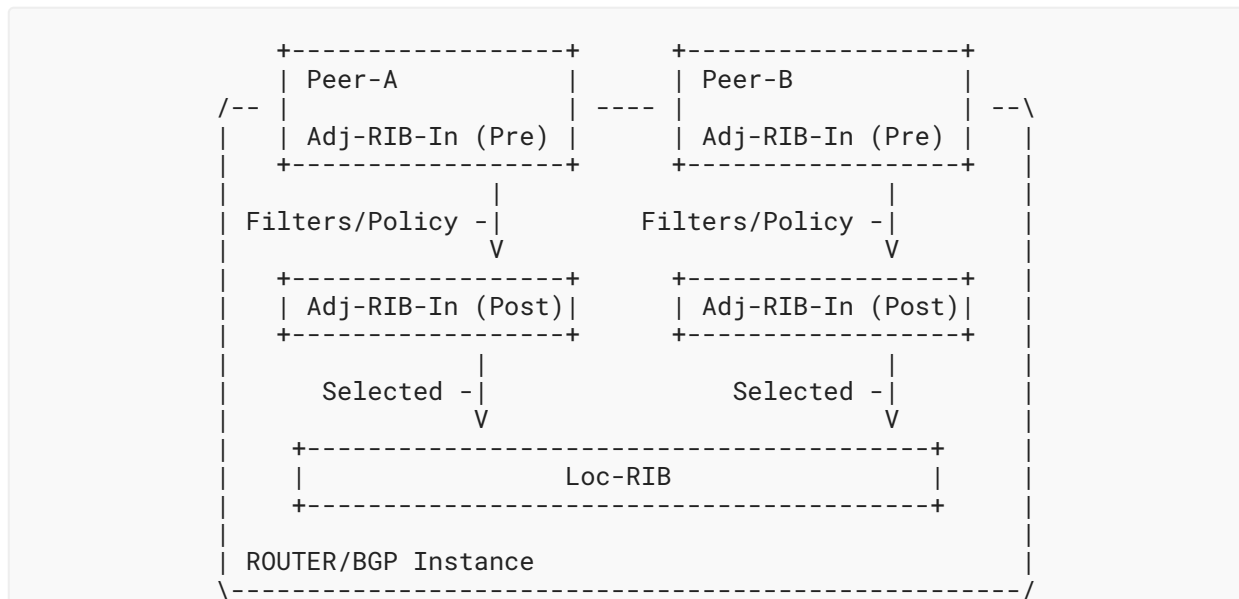 Peer-A Peer-B
Adj-RIB-In (Pre) Adj-RIB-In (Pre)
Filters/Policy Filters/Policy
Adj-RIB-In (Post) Adj-RIB-In (Post)
Selected Selected
Loc-RIB
ROUTER/BGP Instance